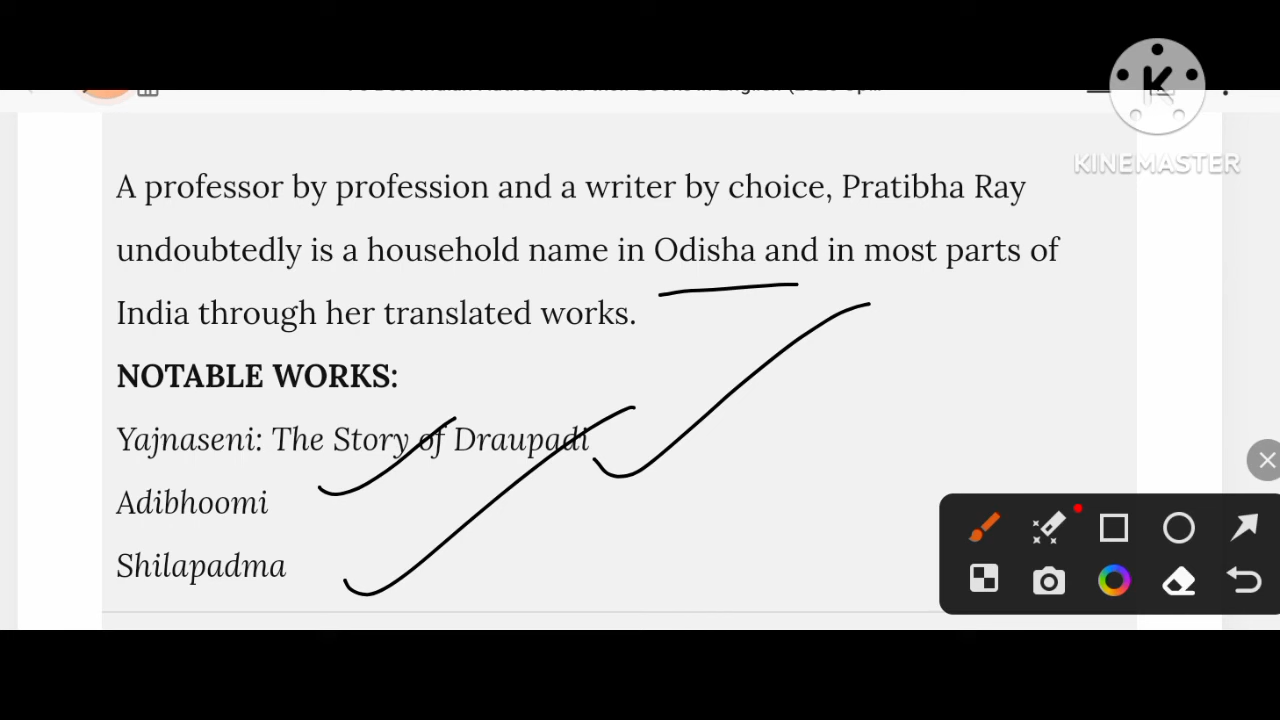 KINEMASTER
A professor by profession and a writer by choice, Pratibha Ray
undoubtedly is a household name in Odisha and in most parts of
India through her translated works.
NOTABLE WORKS:
Yajnaseni: The Story of Draupadi
Adibhoomi
Shilapadma